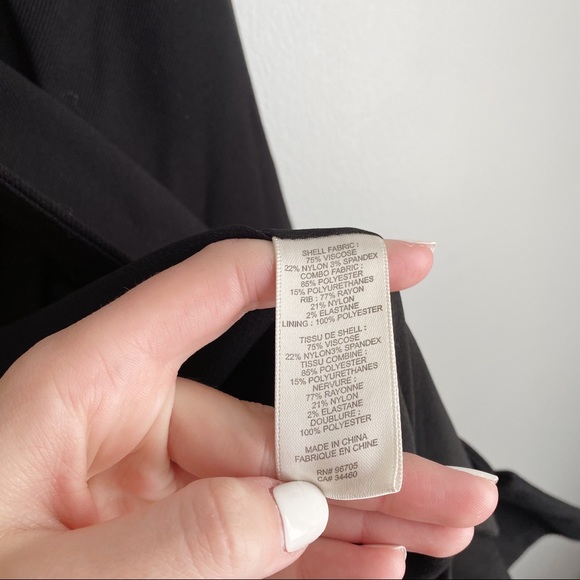 SHELL FABRIC :
75% VISCOSE
22% NYLON 3% SPANDEX
COMBO FABRIC :
85% POLYESTER
15% POLYURETHANES
RIB : 77% RAYON
21% NYLON
2% ELASTANE
LINING : 100% POLYESTER
TISSU DE SHELL :
75% VISCOSE
22% NYLON3% SPANDEX
TISSU COMBINE :
85% POLYESTER
15% POLYURETHANES
NERVURE :
77% RAYONNE
21% NYLON
2% ELASTANE
DOUBLURE :
100% POLYESTER
MADE IN CHINA
FABRIQUE EN CHINE
RN# 96705
CA# 34460